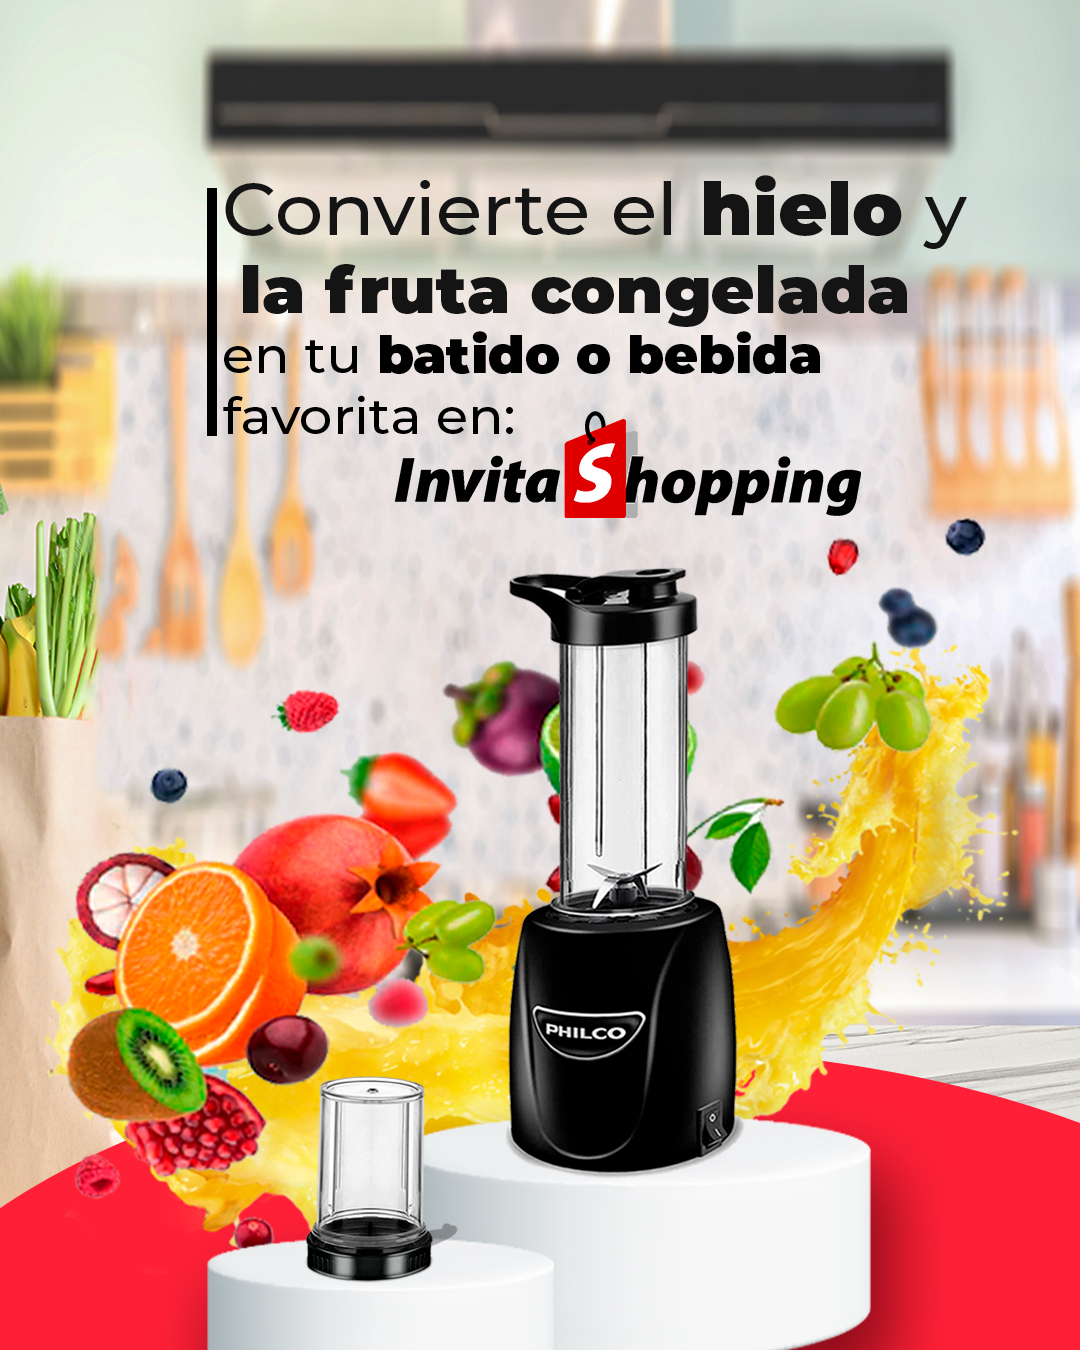 Convierte el hielo y
la fruta congelada
en tu batido o bebida
favorita en:
InvitaShopping
PHILCO